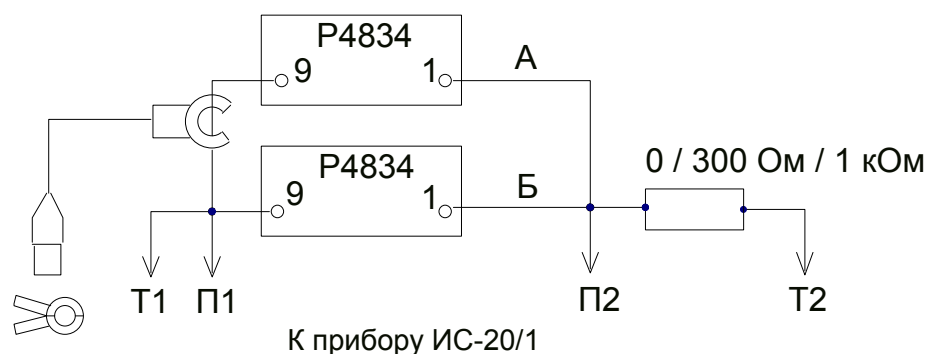 Р4834
9 1 А
0 / 300 Ом / 1 кОм
Р4834
9 1 Б
Т1 П1 П2 Т2
К прибору ИС-20/1